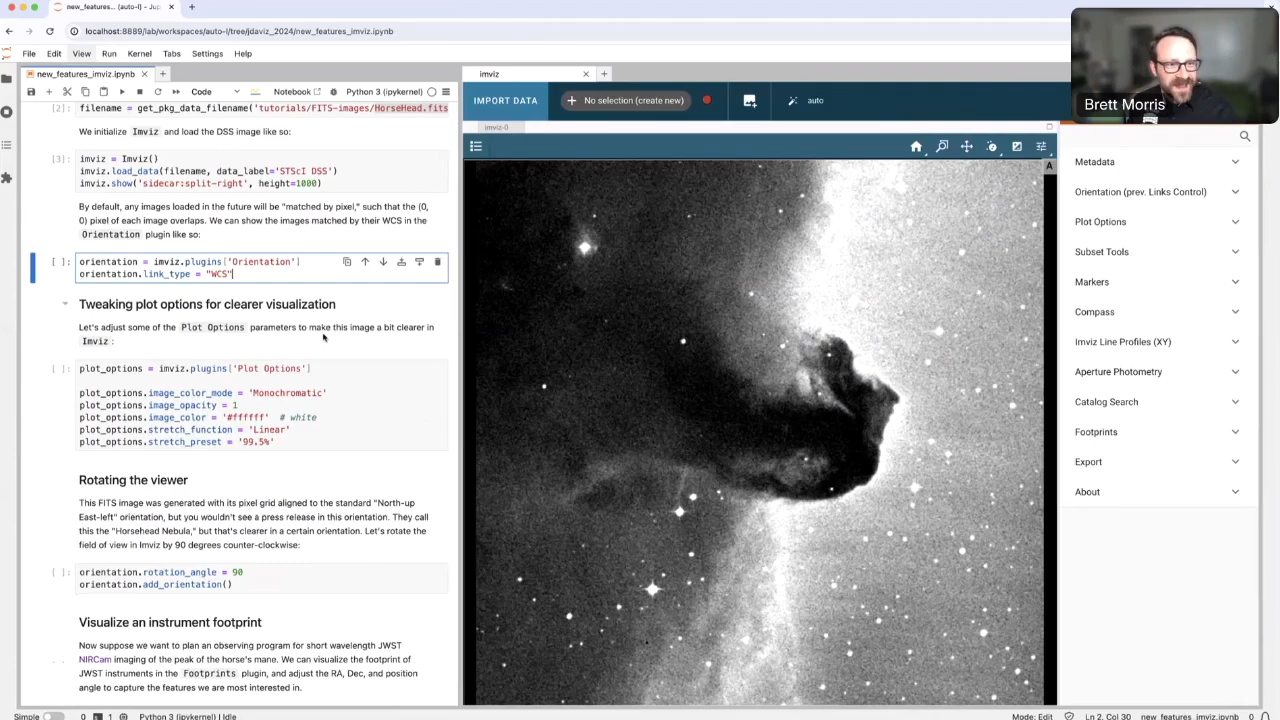 new_features... (auto-l) - Jup
localhost:8889/lab/workspaces/auto-l/tree/jdaviz_2024/new_features_imviz.ipynb
File Edit View Run Kernel Tabs Settings Help
Brett Morris
new_features_imviz.ipynb
Code Notebook Python 3 (ipykernel)
[2]: filename = get_pkg_data_filename('tutorials/FITS-images/HorseHead.fits
We initialize Imviz and load the DSS image like so:
[3]: imviz = Imviz()
imviz.load_data(filename, data_label='STScI DSS')
imviz.show('sidecar:split-right', height=1000)
By default, any images loaded in the future will be "matched by pixel," such that the (0,
0) pixel of each image overlaps. We can show the images matched by their WCS in the
Orientation plugin like so:
[ ]: orientation = imviz.plugins['Orientation']
orientation.link_type = "WCS"
Tweaking plot options for clearer visualization
Let's adjust some of the Plot Options parameters to make this image a bit clearer in
Imviz :
[ ]: plot_options = imviz.plugins['Plot Options']
plot_options.image_color_mode = 'Monochromatic'
plot_options.image_opacity = 1
plot_options.image_color = '#ffffff' # white
plot_options.stretch_function = 'Linear'
plot_options.stretch_preset = '99.5%'
Rotating the viewer
This FITS image was generated with its pixel grid aligned to the standard "North-up
East-left" orientation, but you wouldn't see a press release in this orientation. They call
this the "Horsehead Nebula," but that's clearer in a certain orientation. Let's rotate the
field of view in Imviz by 90 degrees counter-clockwise:
[ ]: orientation.rotation_angle = 90
orientation.add_orientation()
Visualize an instrument footprint
Now suppose we want to plan an observing program for short wavelength JWST
NIRCam imaging of the peak of the horse's mane. We can visualize the footprint of
JWST instruments in the Footprints plugin, and adjust the RA, Dec, and position
angle to capture the features we are most interested in.
imviz
IMPORT DATA No selection (create new) auto
imviz-0
A
Metadata
Orientation (prev. Links Control)
Plot Options
Subset Tools
Markers
Compass
Imviz Line Profiles (XY)
Aperture Photometry
Catalog Search
Footprints
Export
About
Simple 0 1 Python 3 (ipykernel) | Idle Mode: Edit Ln 2, Col 30 new_features_imviz.ipynb 0